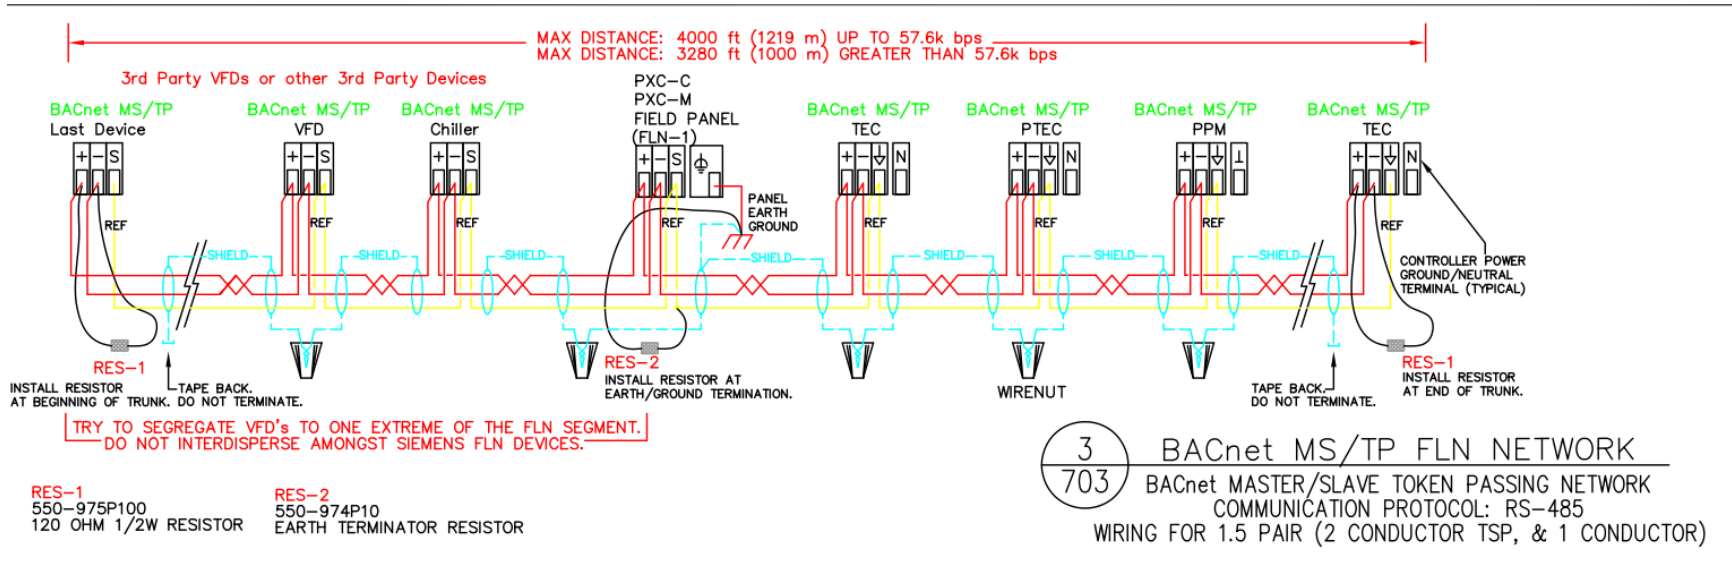 MAX DISTANCE: 4000 ft (1219 m) UP TO 57.6k bps
MAX DISTANCE: 3280 ft (1000 m) GREATER THAN 57.6k bps
3rd Party VFDs or other 3rd Party Devices
BACnet MS/TP
Last Device
+ - S
REF
BACnet MS/TP
VFD
+ - S
REF
BACnet MS/TP
Chiller
+ - S
REF
PXC-C
PXC-M
FIELD PANEL
(FLN-1)
+ - S
REF
PANEL
EARTH
GROUND
BACnet MS/TP
TEC
+ - N
REF
BACnet MS/TP
PTEC
+ - N
REF
BACnet MS/TP
PPM
+ -
REF
BACnet MS/TP
TEC
+ - N
REF
SHIELD
SHIELD
SHIELD
SHIELD
SHIELD
SHIELD
SHIELD
CONTROLLER POWER
GROUND/NEUTRAL
TERMINAL (TYPICAL)
RES-1
INSTALL RESISTOR
AT BEGINNING OF TRUNK.
TAPE BACK.
DO NOT TERMINATE.
RES-2
INSTALL RESISTOR AT
EARTH/GROUND TERMINATION.
WIRENUT
TAPE BACK.
DO NOT TERMINATE.
RES-1
INSTALL RESISTOR
AT END OF TRUNK.
TRY TO SEGREGATE VFD's TO ONE EXTREME OF THE FLN SEGMENT.
DO NOT INTERDISPERSE AMONGST SIEMENS FLN DEVICES.
RES-1
550-975P100
120 OHM 1/2W RESISTOR
RES-2
550-974P10
EARTH TERMINATOR RESISTOR
3
703
BACnet MS/TP FLN NETWORK
BACnet MASTER/SLAVE TOKEN PASSING NETWORK
COMMUNICATION PROTOCOL: RS-485
WIRING FOR 1.5 PAIR (2 CONDUCTOR TSP, & 1 CONDUCTOR)